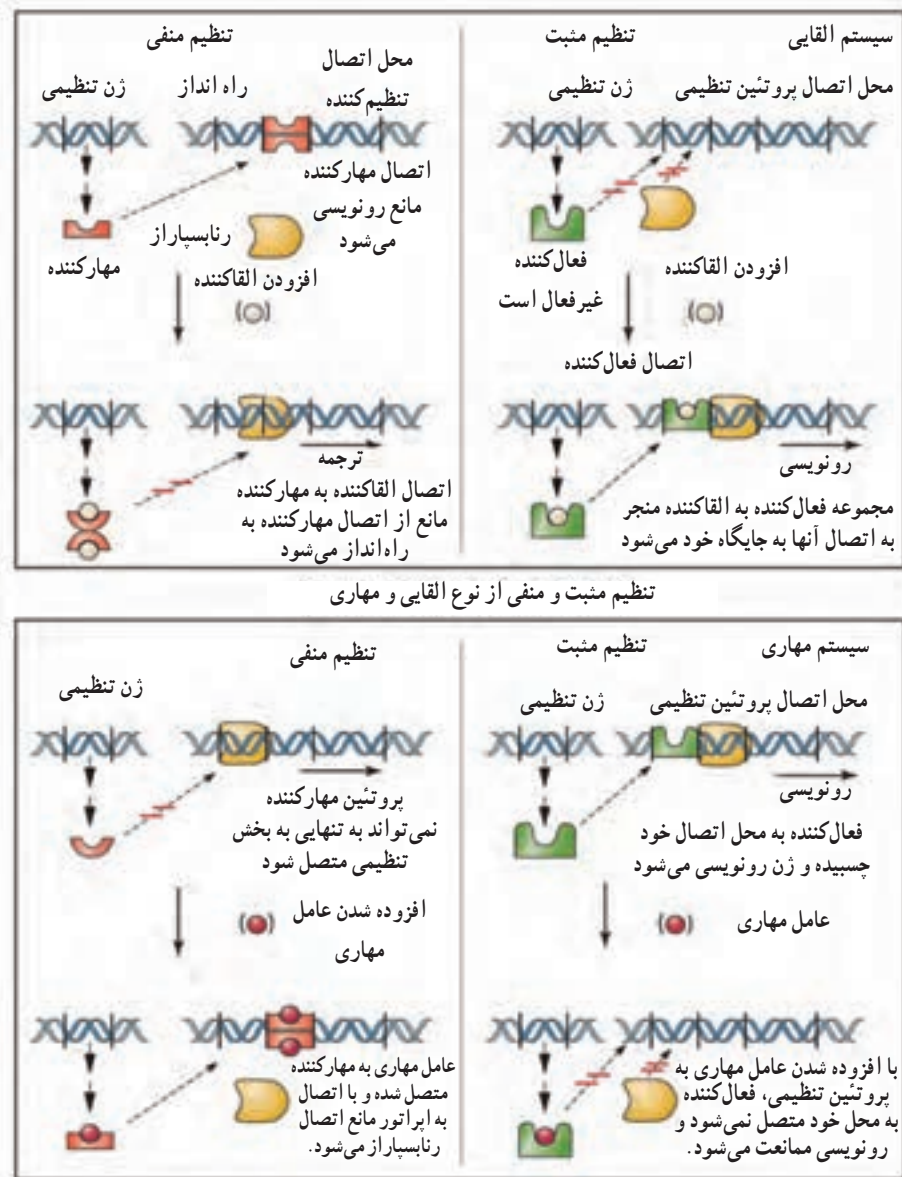 سیستم القایی
تنظیم مثبت
محل اتصال پروتئین تنظیمی
ژن تنظیمی
فعال‌کننده
غیرفعال است
افزودن القاکننده
اتصال فعال‌کننده
رونویسی
مجموعه فعال‌کننده به القاکننده منجر
به اتصال آنها به جایگاه خود می‌شود
تنظیم منفی
محل اتصال
تنظیم‌کننده
راه انداز
ژن تنظیمی
اتصال مهارکننده
مانع رونویسی
می‌شود
رنابسپاراز
مهارکننده
افزودن القاکننده
ترجمه
اتصال القاکننده به مهارکننده
مانع از اتصال مهارکننده به
راه‌انداز می‌شود
تنظیم مثبت و منفی از نوع القایی و مهاری
سیستم مهاری
تنظیم مثبت
محل اتصال پروتئین تنظیمی
ژن تنظیمی
رونویسی
فعال‌کننده به محل اتصال خود
چسبیده و ژن رونویسی می‌شود
عامل مهاری
با افزوده شدن عامل مهاری به
پروتئین تنظیمی، فعال‌کننده
به محل خود متصل نمی‌شود و
رونویسی ممانعت می‌شود.
تنظیم منفی
ژن تنظیمی
پروتئین مهارکننده
نمی‌تواند به تنهایی به بخش
تنظیمی متصل شود
افزوده شدن عامل
مهاری
عامل مهاری به مهارکننده
متصل شده و با اتصال
به اپراتور مانع اتصال
رنابسپاراز می‌شود.